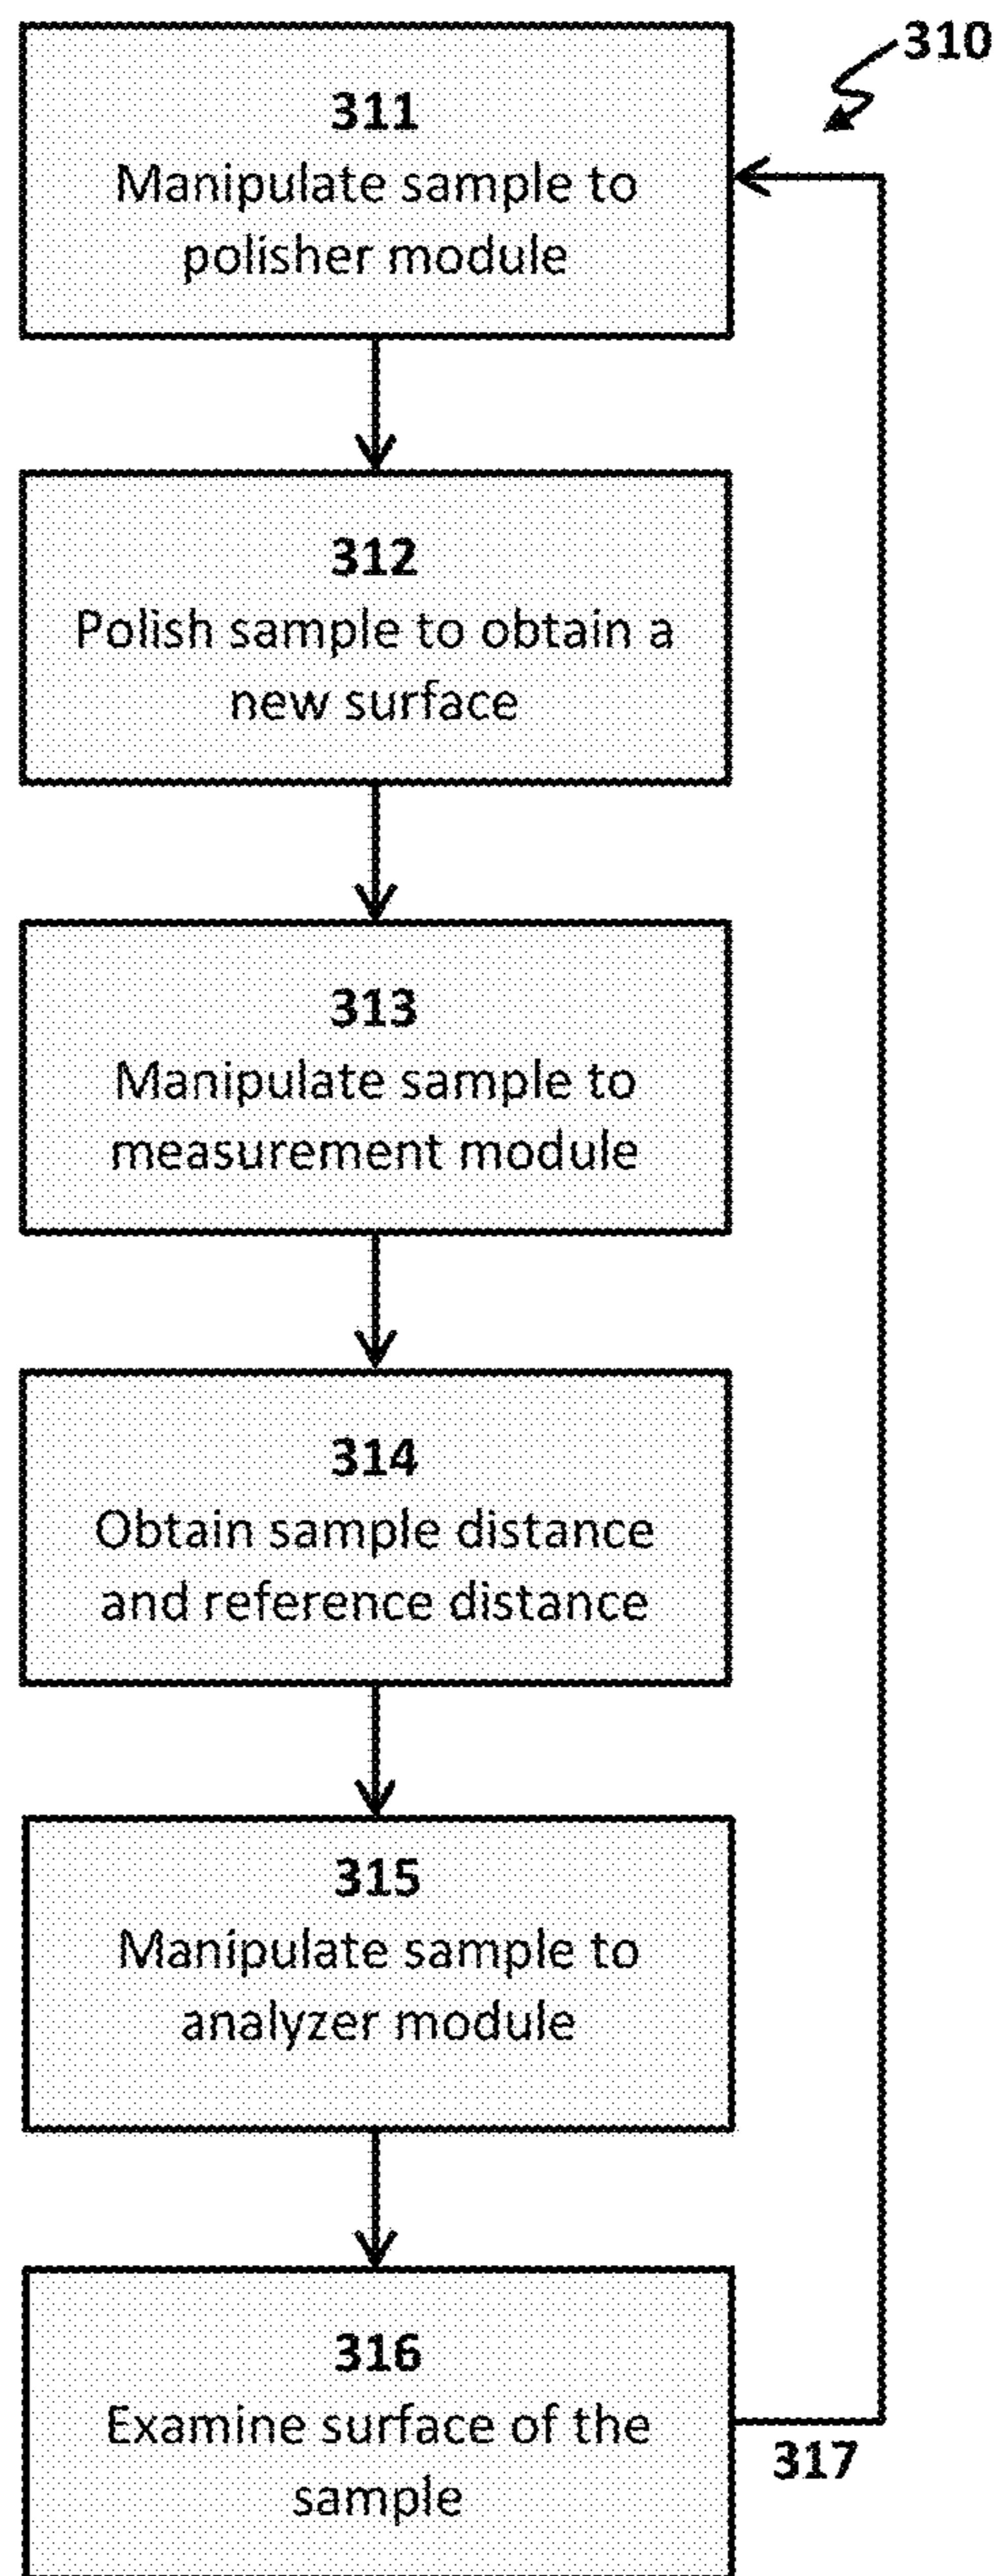 310
311
Manipulate sample to
polisher module
312
Polish sample to obtain a
new surface
313
Manipulate sample to
measurement module
314
Obtain sample distance
and reference distance
315
Manipulate sample to
analyzer module
316
Examine surface of the
sample
317